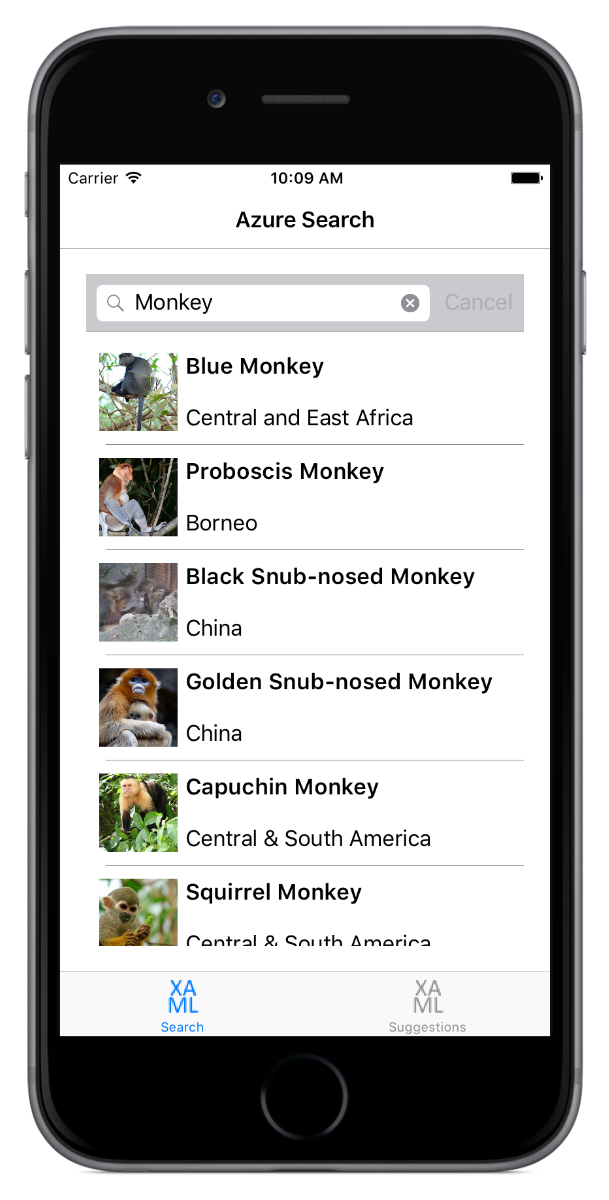 Carrier
10:09 AM
Azure Search
Monkey
Cancel
Blue Monkey
Central and East Africa
Proboscis Monkey
Borneo
Black Snub-nosed Monkey
China
Golden Snub-nosed Monkey
China
Capuchin Monkey
Central & South America
Squirrel Monkey
Central & South America
XA
ML
Search
XA
ML
Suggestions